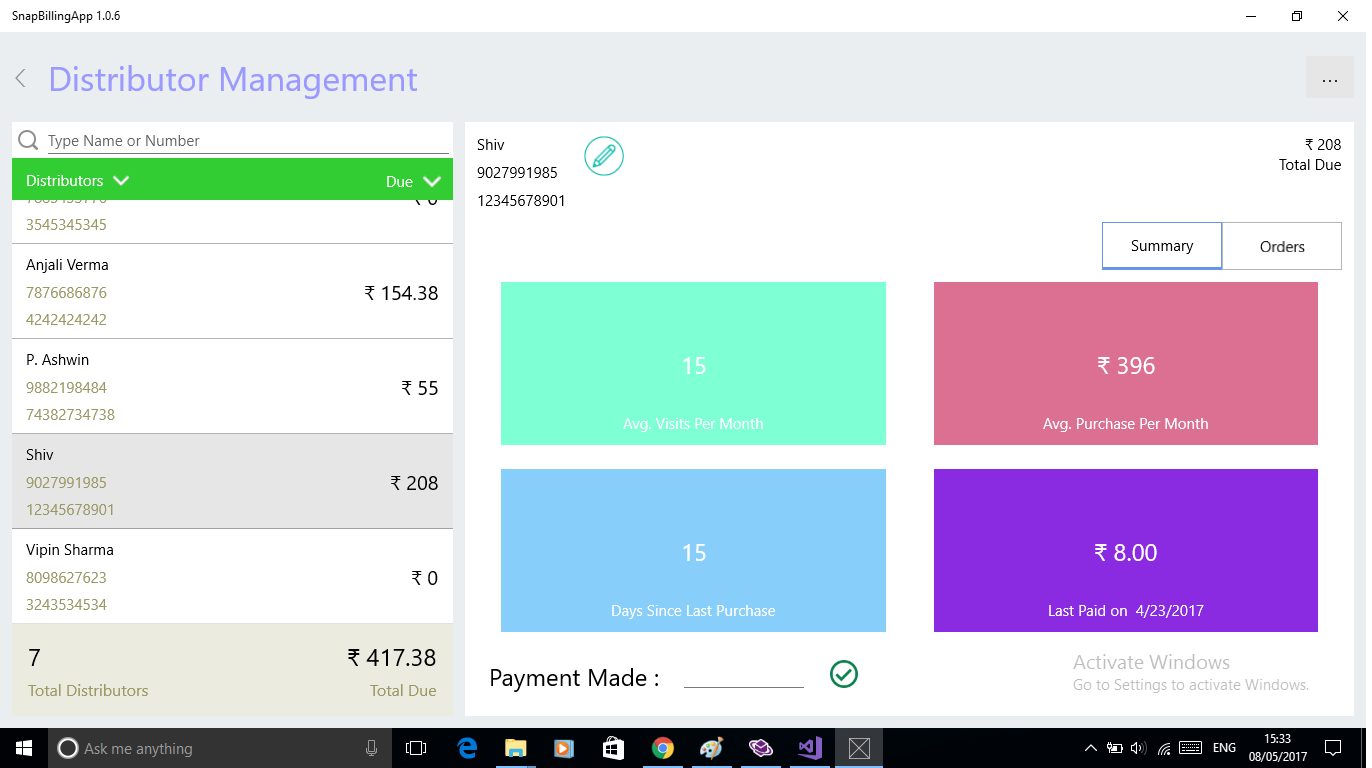 SnapBillingApp 1.0.6
Distributor Management
...
Type Name or Number
Distributors
Due
3545345345
Anjali Verma
7876686876
₹ 154.38
4242424242
P. Ashwin
9882198484
₹ 55
74382734738
Shiv
9027991985
₹ 208
12345678901
Vipin Sharma
8098627623
₹ 0
3243534534
7
₹ 417.38
Total Distributors
Total Due
Shiv
9027991985
12345678901
₹ 208
Total Due
Summary
Orders
15
Avg. Visits Per Month
₹ 396
Avg. Purchase Per Month
15
Days Since Last Purchase
₹ 8.00
Last Paid on 4/23/2017
Payment Made :
Activate Windows
Go to Settings to activate Windows.
Ask me anything
ENG
15:33
08/05/2017